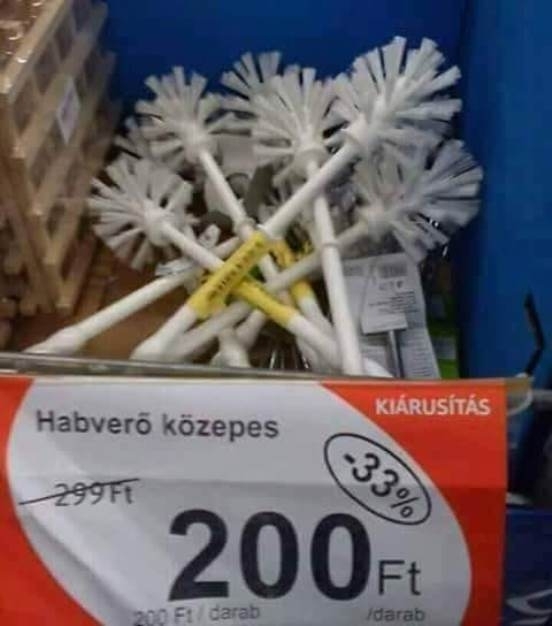 KIÁRUSÍTÁS
Habverő közepes
-33%
299Ft
200Ft
200 Ft / darab /darab